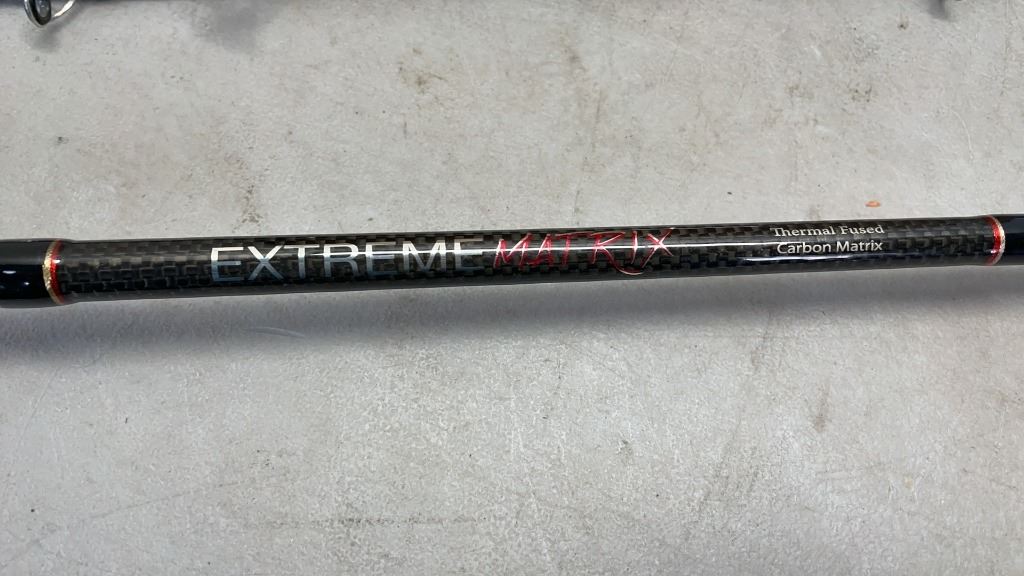 EXTREME MATRIX
Thermal Fused
Carbon Matrix